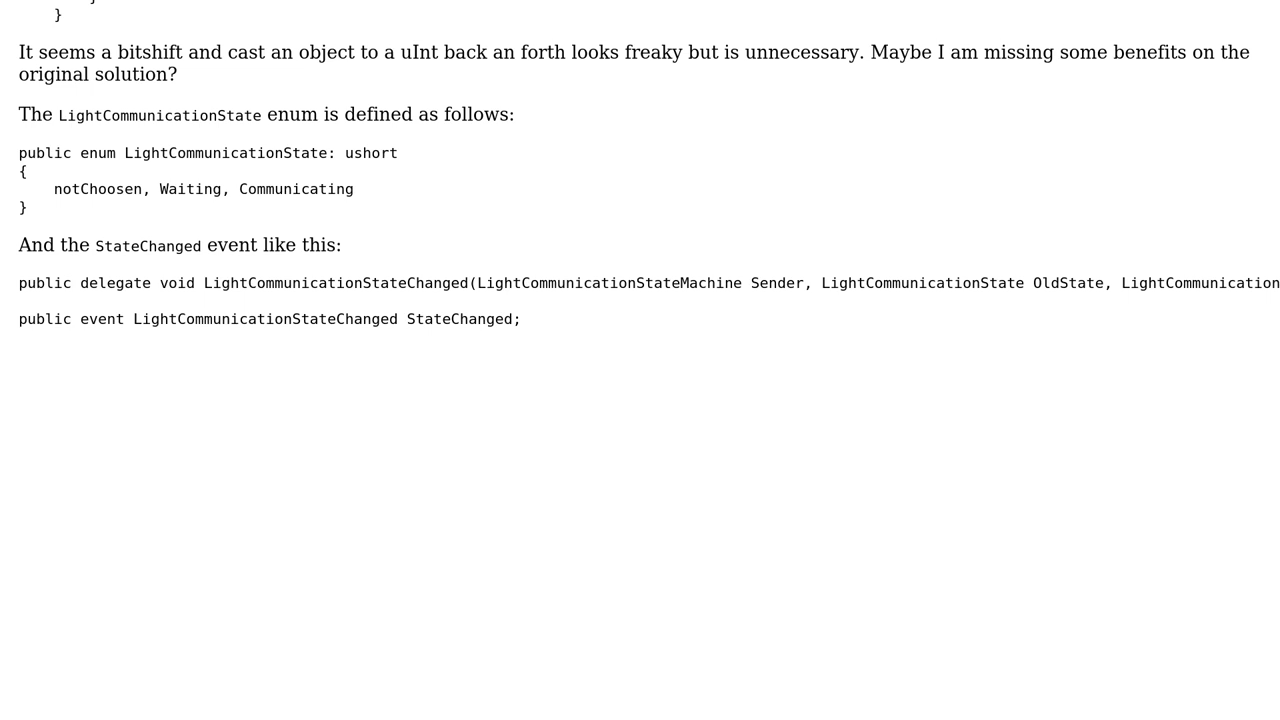 }
It seems a bitshift and cast an object to a uInt back an forth looks freaky but is unnecessary. Maybe I am missing some benefits on the
original solution?
The LightCommunicationState enum is defined as follows:
public enum LightCommunicationState: ushort
{
    notChoosen, Waiting, Communicating
}
And the StateChanged event like this:
public delegate void LightCommunicationStateChanged(LightCommunicationStateMachine Sender, LightCommunicationState OldState, LightCommunication
public event LightCommunicationStateChanged StateChanged;